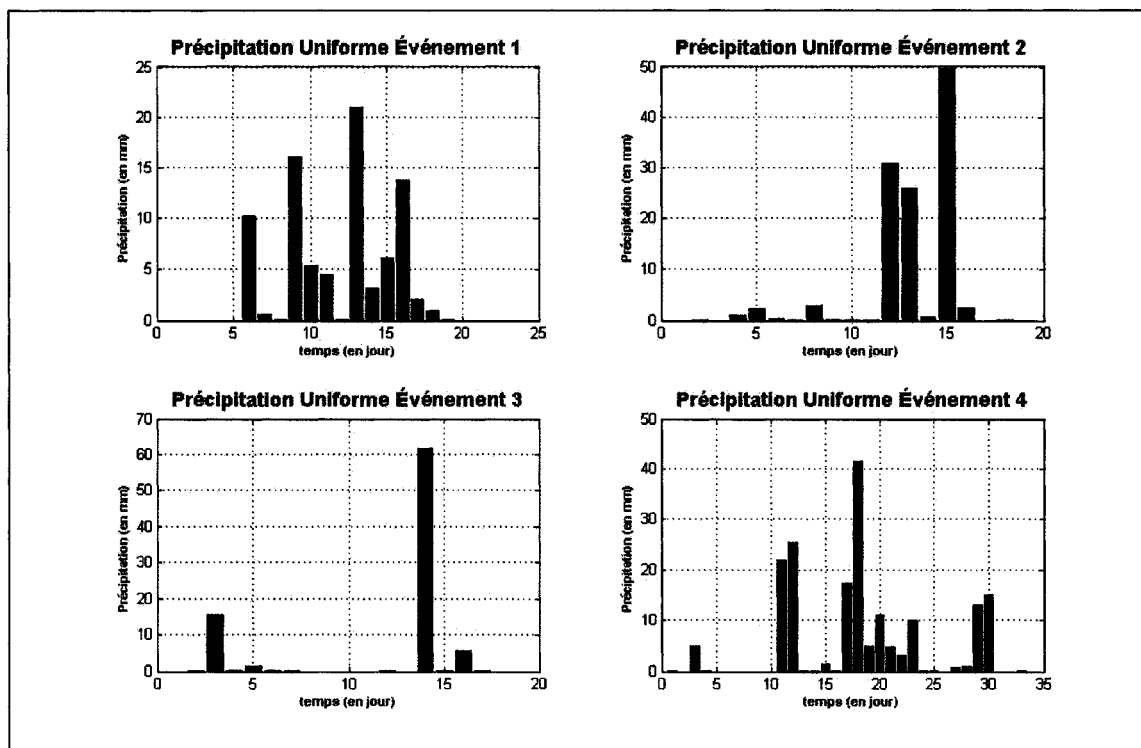 Précipitation Uniforme Événement 1
25
20
15
10
5
0
Précipitation (en mm)
0 5 10 15 20 25
temps (en jour)
Précipitation Uniforme Événement 2
50
40
30
20
10
0
Précipitation (en mm)
0 5 10 15 20
temps (en jour)
Précipitation Uniforme Événement 3
70
60
50
40
30
20
10
0
Précipitation (en mm)
0 5 10 15 20
temps (en jour)
Précipitation Uniforme Événement 4
50
40
30
20
10
0
Précipitation (en mm)
0 5 10 15 20 25 30 35
temps (en jour)